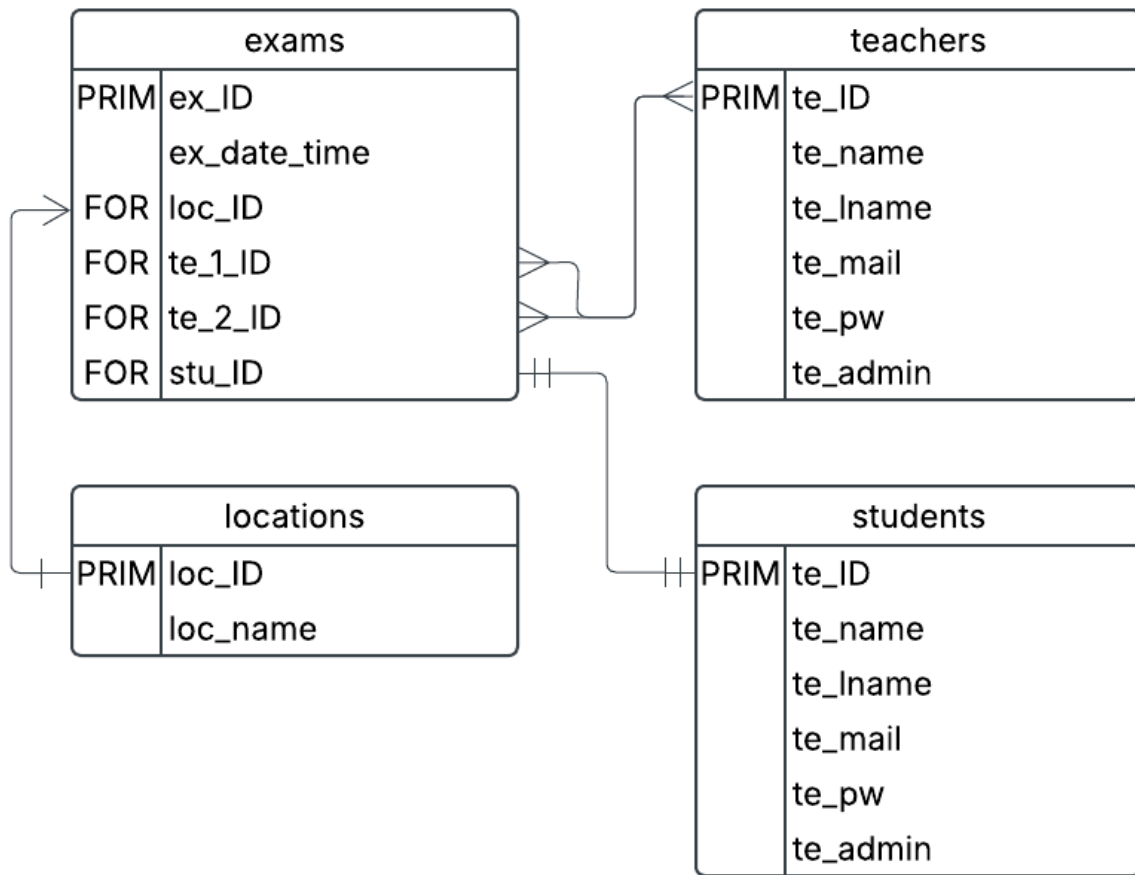 exams
PRIM ex_ID
ex_date_time
FOR loc_ID
FOR te_1_ID
FOR te_2_ID
FOR stu_ID
teachers
PRIM te_ID
te_name
te_lname
te_mail
te_pw
te_admin
locations
PRIM loc_ID
loc_name
students
PRIM te_ID
te_name
te_lname
te_mail
te_pw
te_admin